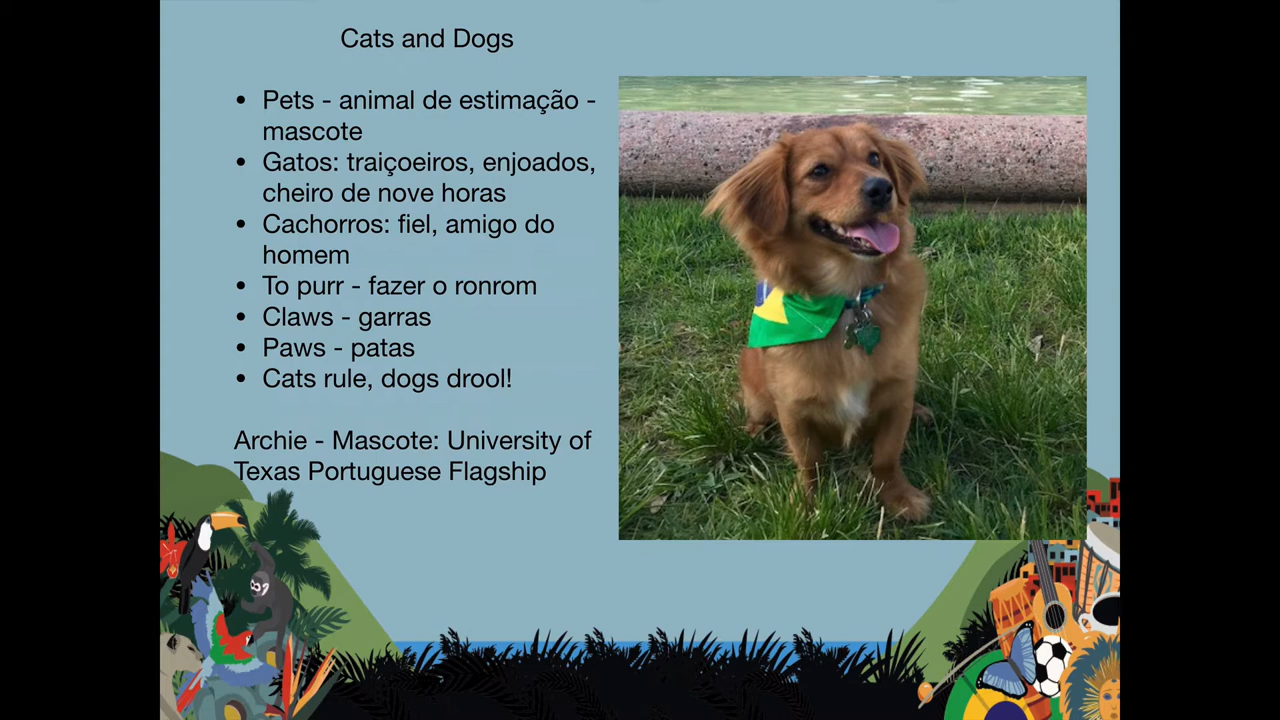 Cats and Dogs
• Pets - animal de estimação -
mascote
• Gatos: traiçoeiros, enjoados,
cheiro de nove horas
• Cachorros: fiel, amigo do
homem
• To purr - fazer o ronrom
• Claws - garras
• Paws - patas
• Cats rule, dogs drool!
Archie - Mascote: University of
Texas Portuguese Flagship